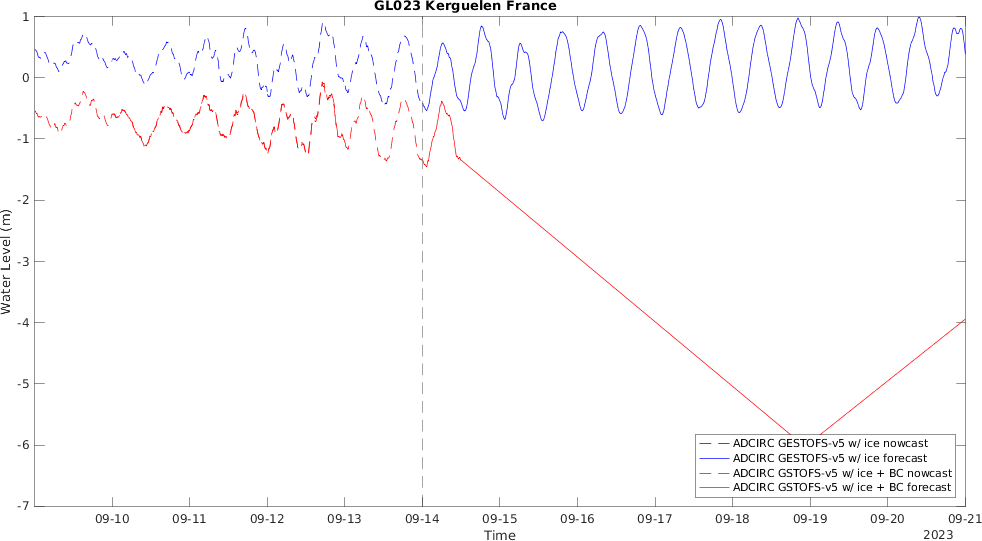 GL023 Kerguelen France
Water Level (m)
1
0
-1
-2
-3
-4
-5
-6
-7
ADCIRC GESTOFS-v5 w/ ice nowcast
ADCIRC GESTOFS-v5 w/ ice forecast
ADCIRC GSTOFS-v5 w/ ice + BC nowcast
ADCIRC GSTOFS-v5 w/ ice + BC forecast
09-10 09-11 09-12 09-13 09-14 09-15 09-16 09-17 09-18 09-19 09-20 09-21
Time
2023